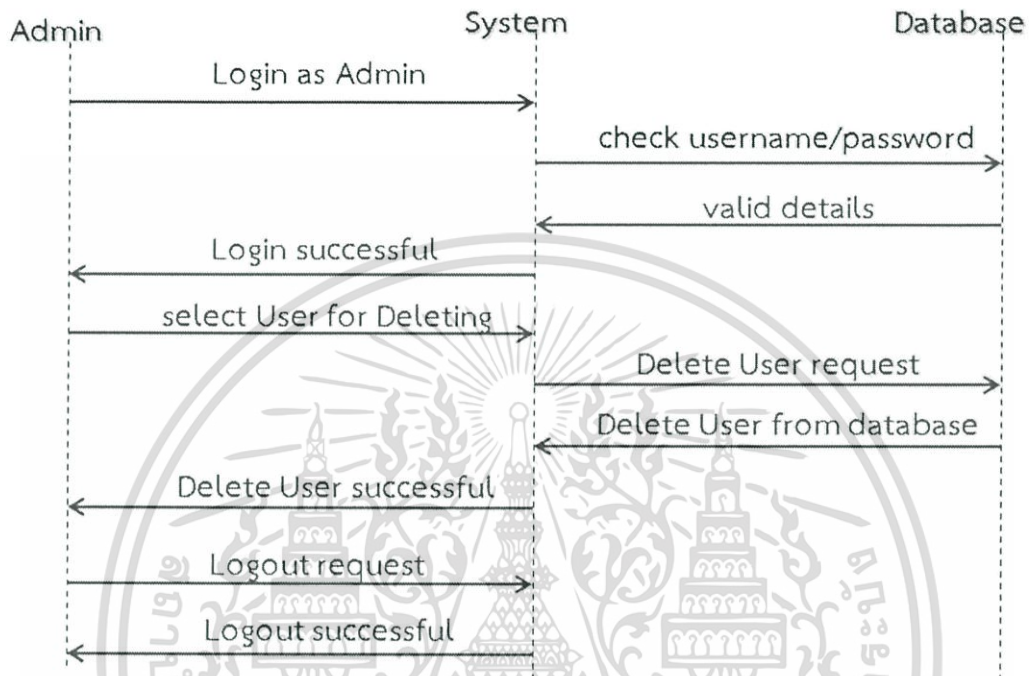 Admin System Database
Login as Admin
check username/password
valid details
Login successful
select User for Deleting
Delete User request
Delete User from database
Delete User successful
Logout request
Logout successful